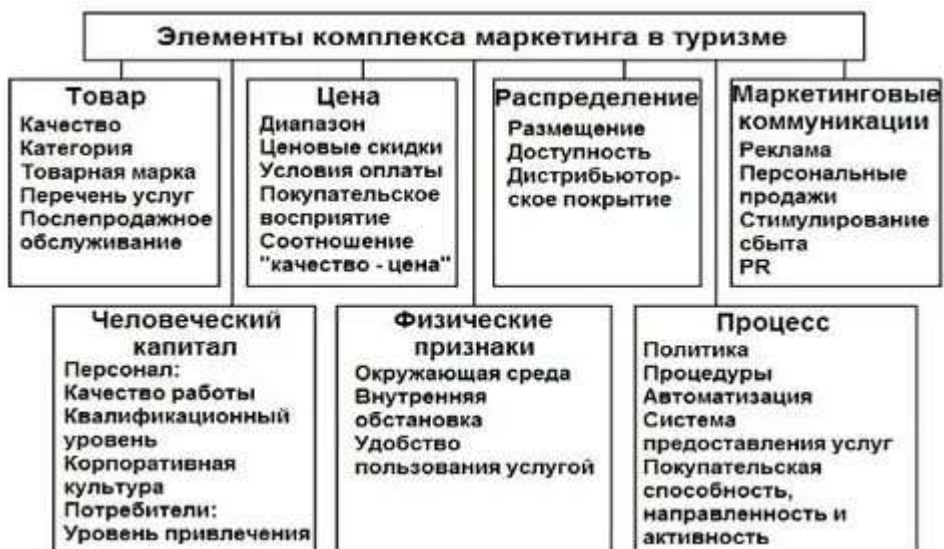 Элементы комплекса маркетинга в туризме
Товар
Качество
Категория
Товарная марка
Перечень услуг
Послепродажное
обслуживание
Цена
Диапазон
Ценовые скидки
Условия оплаты
Покупательское
восприятие
Соотношение
"качество - цена"
Распределение
Размещение
Доступность
Дистрибьютор-
ское покрытие
Маркетинговые
коммуникации
Реклама
Персональные
продажи
Стимулирование
сбыта
PR
Человеческий
капитал
Персонал:
Качество работы
Квалификационный
уровень
Корпоративная
культура
Потребители:
Уровень привлечения
Физические
признаки
Окружающая среда
Внутренняя
обстановка
Удобство
пользования услугой
Процесс
Политика
Процедуры
Автоматизация
Система
предоставления услуг
Покупательская
способность,
направленность и
активность